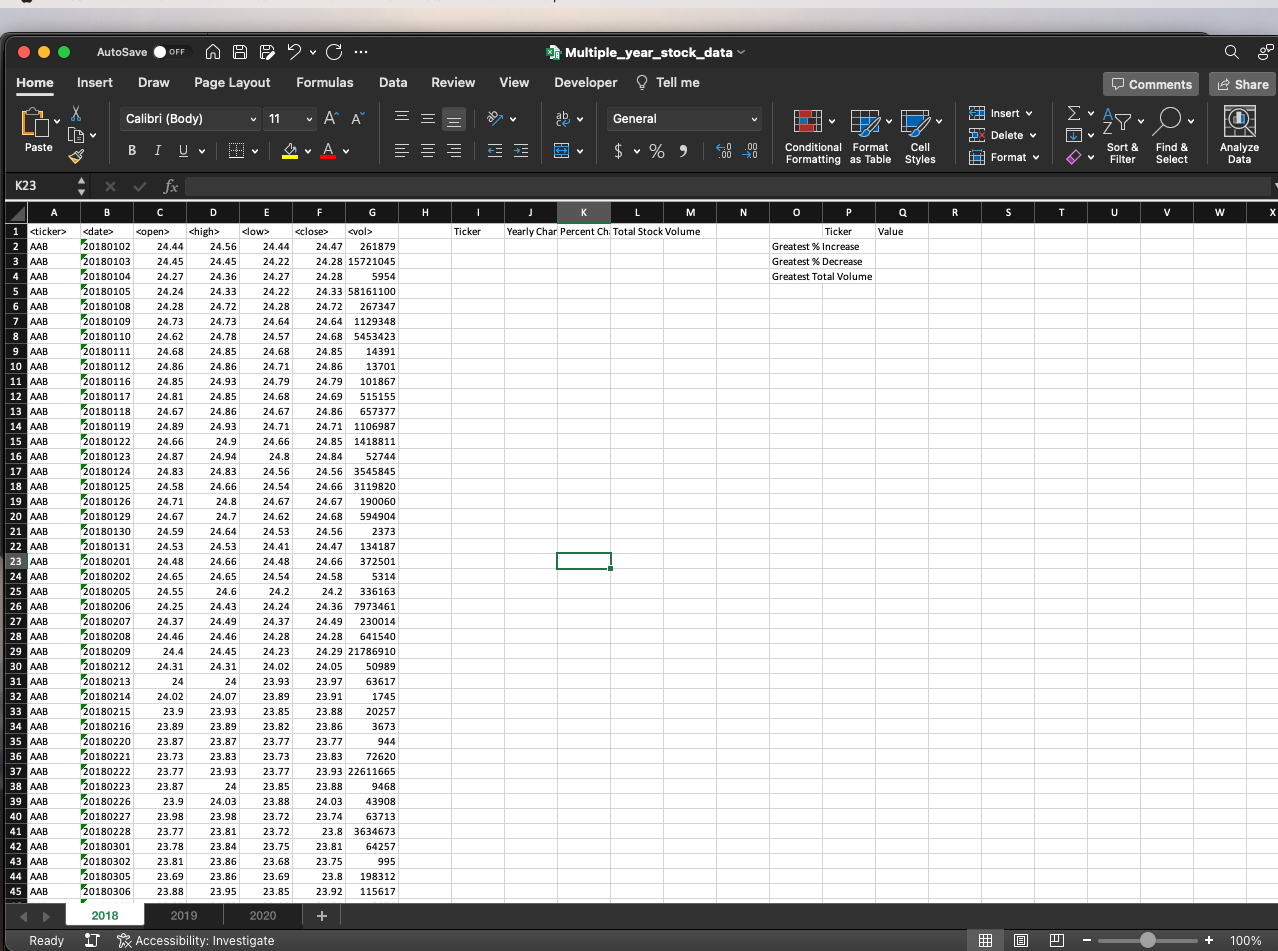 AutoSave OFF Multiple_year_stock_data
Home Insert Draw Page Layout Formulas Data Review View Developer Tell me Comments Share
Paste Calibri (Body) 11 A A General Conditional Formatting Format as Table Cell Styles Insert Delete Format Sort & Filter Find & Select Analyze Data
B I U A $ % 9 .00 .00
K23 fx
A B C D E F G H I J K L M N O P Q R S T U V W X
1 <ticker> <date> <open> <high> <low> <close> <vol> Ticker Yearly Char Percent Ch Total Stock Volume Ticker Value
2 AAB 20180102 24.44 24.56 24.44 24.47 261879 Greatest % Increase
3 AAB 20180103 24.45 24.45 24.22 24.28 15721045 Greatest % Decrease
4 AAB 20180104 24.27 24.36 24.27 24.28 5954 Greatest Total Volume
5 AAB 20180105 24.24 24.33 24.22 24.33 58161100
6 AAB 20180108 24.28 24.72 24.28 24.72 267347
7 AAB 20180109 24.73 24.73 24.64 24.64 1129348
8 AAB 20180110 24.62 24.78 24.57 24.68 5453423
9 AAB 20180111 24.68 24.85 24.68 24.85 14391
10 AAB 20180112 24.86 24.86 24.71 24.86 13701
11 AAB 20180116 24.85 24.93 24.79 24.79 101867
12 AAB 20180117 24.81 24.85 24.68 24.69 515155
13 AAB 20180118 24.67 24.86 24.67 24.86 657377
14 AAB 20180119 24.89 24.93 24.71 24.71 1106987
15 AAB 20180122 24.66 24.9 24.66 24.85 1418811
16 AAB 20180123 24.87 24.94 24.8 24.84 52744
17 AAB 20180124 24.83 24.83 24.56 24.56 3545845
18 AAB 20180125 24.58 24.66 24.54 24.66 3119820
19 AAB 20180126 24.71 24.8 24.67 24.67 190060
20 AAB 20180129 24.67 24.7 24.62 24.68 594904
21 AAB 20180130 24.59 24.64 24.53 24.56 2373
22 AAB 20180131 24.53 24.53 24.41 24.47 134187
23 AAB 20180201 24.48 24.66 24.48 24.66 372501
24 AAB 20180202 24.65 24.65 24.54 24.58 5314
25 AAB 20180205 24.55 24.6 24.2 24.2 336163
26 AAB 20180206 24.25 24.43 24.24 24.36 7973461
27 AAB 20180207 24.37 24.49 24.37 24.49 230014
28 AAB 20180208 24.46 24.46 24.28 24.28 641540
29 AAB 20180209 24.4 24.45 24.23 24.29 21786910
30 AAB 20180212 24.31 24.31 24.02 24.05 50989
31 AAB 20180213 24 24 23.93 23.97 63617
32 AAB 20180214 24.02 24.07 23.89 23.91 1745
33 AAB 20180215 23.9 23.93 23.85 23.88 20257
34 AAB 20180216 23.89 23.89 23.82 23.86 3673
35 AAB 20180220 23.87 23.87 23.77 23.77 944
36 AAB 20180221 23.73 23.83 23.73 23.83 72620
37 AAB 20180222 23.77 23.93 23.77 23.93 22611665
38 AAB 20180223 23.87 24 23.85 23.88 9468
39 AAB 20180226 23.9 24.03 23.88 24.03 43908
40 AAB 20180227 23.98 23.98 23.72 23.74 63713
41 AAB 20180228 23.77 23.81 23.72 23.8 3634673
42 AAB 20180301 23.78 23.84 23.75 23.81 64257
43 AAB 20180302 23.81 23.86 23.68 23.75 995
44 AAB 20180305 23.69 23.86 23.69 23.8 198312
45 AAB 20180306 23.88 23.95 23.85 23.92 115617
2018 2019 2020 +
Ready Accessibility: Investigate 100%